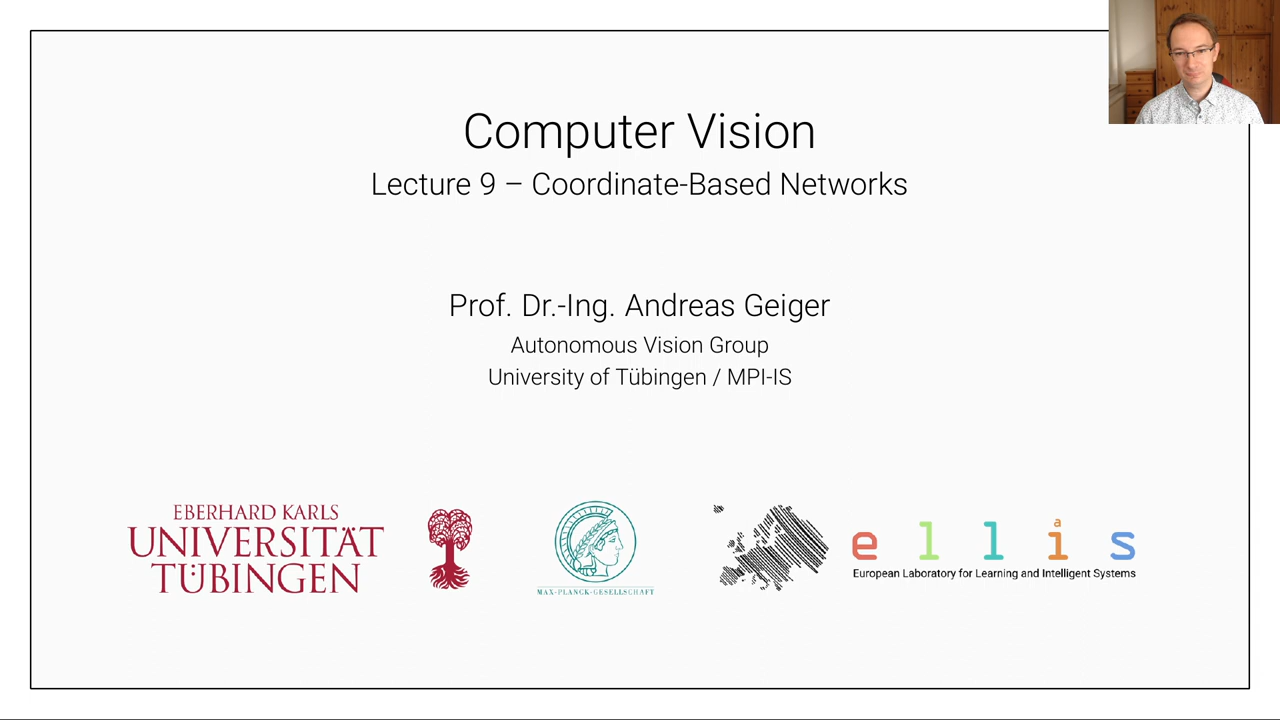 Computer Vision
Lecture 9 – Coordinate-Based Networks
Prof. Dr.-Ing. Andreas Geiger
Autonomous Vision Group
University of Tübingen / MPI-IS
EBERHARD KARLS
UNIVERSITÄT
TÜBINGEN
MAX-PLANCK-GESELLSCHAFT
a
e l l i s
European Laboratory for Learning and Intelligent Systems